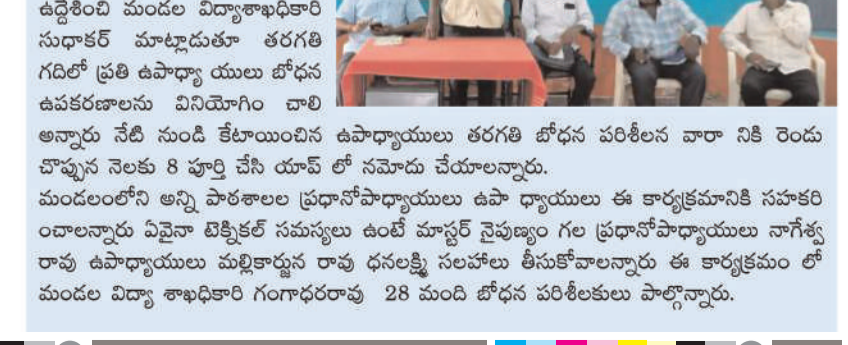 ఉద్దేశించి మండల విద్యాశాఖధికారి
సుధాకర్ మాట్లాడుతూ తరగతి
గదిలో ప్రతి ఉపాధ్యా యులు బోధన
ఉపకరణాలను వినియోగిం చాలి
అన్నారు నేటి నుండి కేటాయించిన ఉపాధ్యాయులు తరగతి బోధన పరిశీలన వారా నికి రెండు
చొప్పున నెలకు 8 పూర్తి చేసి యాప్ లో నమోదు చేయాలన్నారు.
మండలంలోని అన్ని పాఠశాలల ప్రధానోపాధ్యాయులు ఉపా ధ్యాయులు ఈ కార్యక్రమానికి సహకరి
ంచాలన్నారు ఏవైనా టెక్నికల్ సమస్యలు ఉంటే మాస్టర్ నైపుణ్యం గల ప్రధానోపాధ్యాయులు నాగేశ్వ
రావు ఉపాధ్యాయులు మల్లికార్జున రావు ధనలక్ష్మి సలహాలు తీసుకోవాలన్నారు ఈ కార్యక్రమం లో
మండల విద్యా శాఖధికారి గంగాధరరావు 28 మంది బోధన పరిశీలకులు పాల్గొన్నారు.